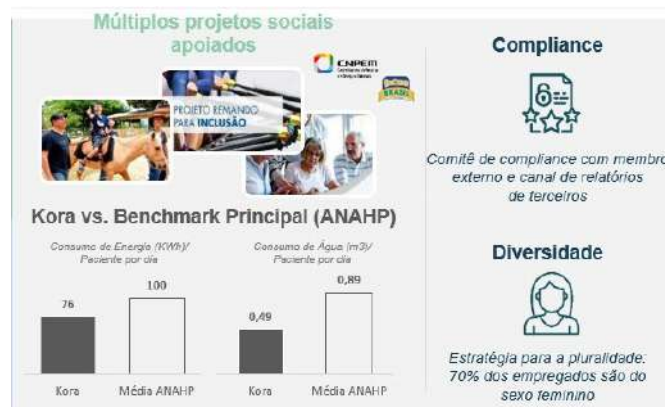 Múltiplos projetos sociais
apoiados
CNPEM
PROJETO REMANDO
PARA INCLUSÃO
BRASIL
Kora vs. Benchmark Principal (ANAHP)
Consumo de Energia (KWh)/
Paciente por dia
76
100
Kora
Média ANAHP
Consumo de Água (m3)/
Paciente por dia
0,49
0,89
Kora
Média ANAHP
Compliance
Comitê de compliance com membro
externo e canal de relatórios
de terceiros
Diversidade
Estratégia para a pluralidade:
70% dos empregados são do
sexo feminino